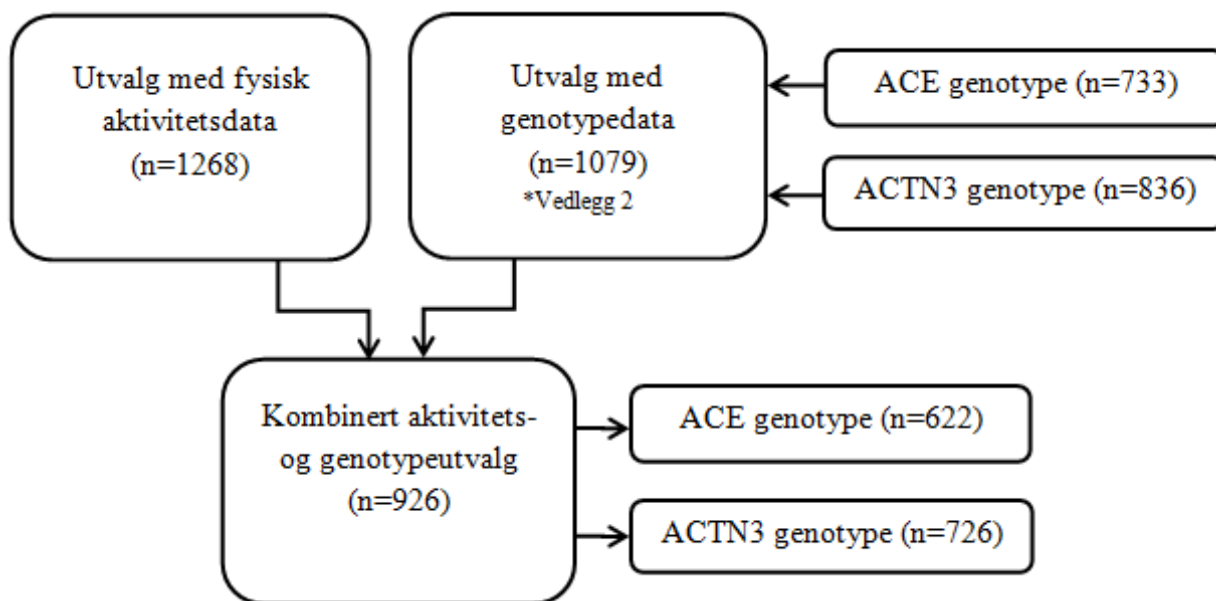 Utvalg med fysisk
aktivitetsdata
(n=1268)
Utvalg med
genotypedata
(n=1079)
*Vedlegg 2
ACE genotype (n=733)
ACTN3 genotype (n=836)
Kombinert aktivitets-
og genotypeutvalg
(n=926)
ACE genotype (n=622)
ACTN3 genotype (n=726)